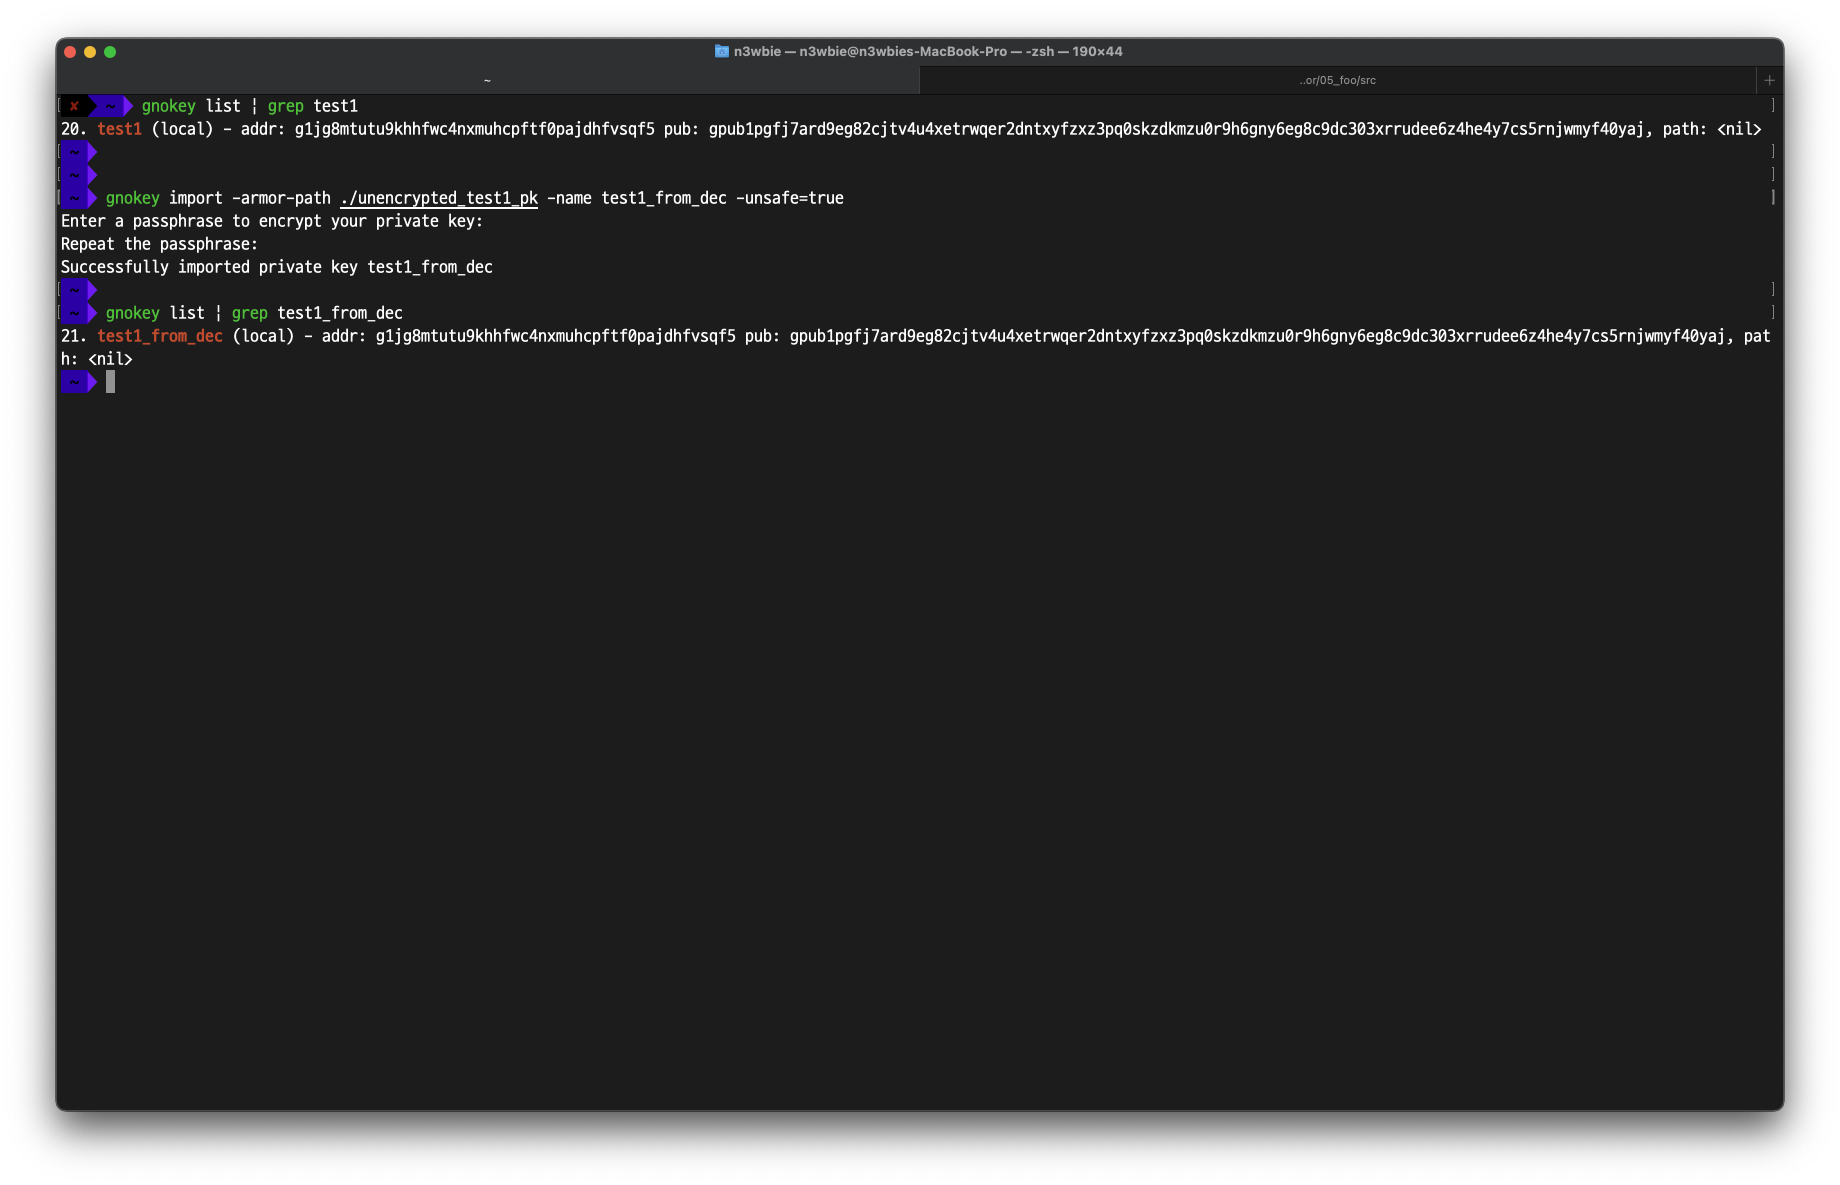 n3wbie — n3wbie@n3wbies-MacBook-Pro — -zsh — 190×44
~
..or/05_foo/src
+
✘ ~ gnokey list | grep test1
20. test1 (local) - addr: g1jg8mtutu9khhfwc4nxmuhcpftf0pajdhfvsqf5 pub: gpub1pgfj7ard9eg82cjtv4u4xetrwqer2dntxyfzxz3pq0skzdkmzu0r9h6gny6eg8c9dc303xrrudee6z4he4y7cs5rnjwmyf40yaj, path: <nil>
~
~
~ gnokey import -armor-path ./unencrypted_test1_pk -name test1_from_dec -unsafe=true
Enter a passphrase to encrypt your private key:
Repeat the passphrase:
Successfully imported private key test1_from_dec
~
~ gnokey list | grep test1_from_dec
21. test1_from_dec (local) - addr: g1jg8mtutu9khhfwc4nxmuhcpftf0pajdhfvsqf5 pub: gpub1pgfj7ard9eg82cjtv4u4xetrwqer2dntxyfzxz3pq0skzdkmzu0r9h6gny6eg8c9dc303xrrudee6z4he4y7cs5rnjwmyf40yaj, pat
h: <nil>
~